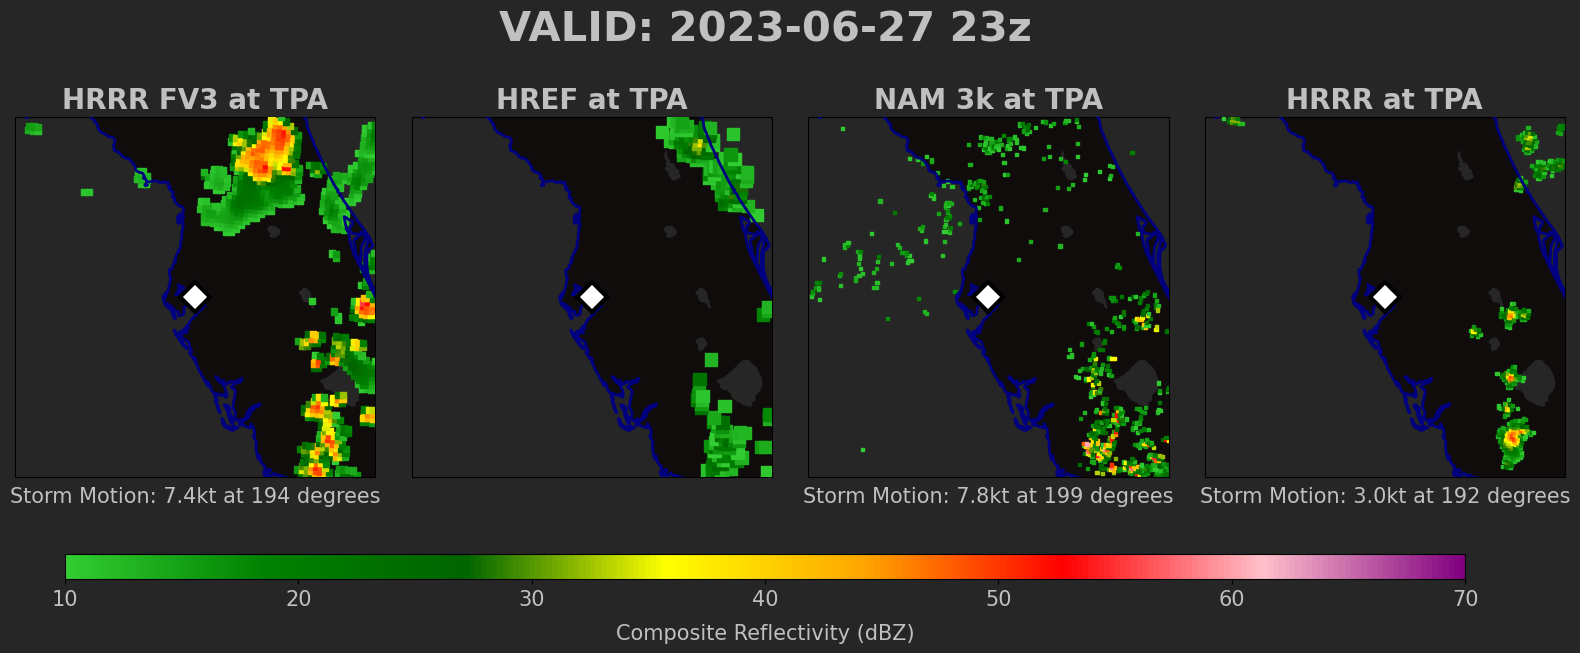 VALID: 2023-06-27 23z
HRRR FV3 at TPA
HREF at TPA
NAM 3k at TPA
HRRR at TPA
Storm Motion: 7.4kt at 194 degrees
Storm Motion: 7.8kt at 199 degrees
Storm Motion: 3.0kt at 192 degrees
10 20 30 40 50 60 70
Composite Reflectivity (dBZ)